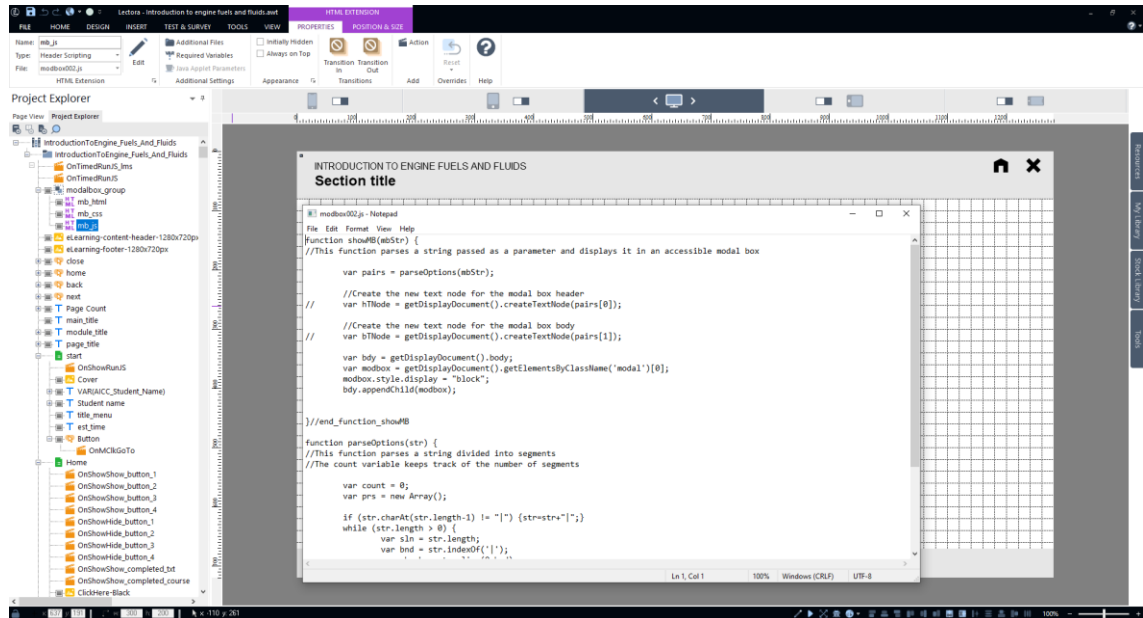 Lectora - Introduction to engine fuels and fluids.awt
HTML EXTENSION
FILE HOME DESIGN INSERT TEST & SURVEY TOOLS VIEW PROPERTIES POSITION & SIZE
Name: mb_js
Type: Header Scripting
File: modbox002.js
Edit
HTML Extension
Additional Files
Required Variables
Java Applet Parameters
Additional Settings
Initially Hidden
Always on Top
Appearance
Transition In
Transition Out
Transitions
Action
Add
Reset
Overrides
Help
Project Explorer
Page View Project Explorer
IntroductionToEngine_Fuels_And_Fluids
IntroductionToEngine_Fuels_And_Fluids
OnTimedRunJS_lms
OnTimedRunJS
modalbox_group
mb_html
mb_css
mb_js
eLearning-content-header-1280x720px
eLearning-footer-1280x720px
close
home
back
next
Page Count
main_title
module_title
page_title
start
OnShowRunJS
Cover
VAR(AICC_Student_Name)
Student name
title_menu
est_time
Button
OnMClkGoTo
Home
OnShowShow_button_1
OnShowShow_button_2
OnShowShow_button_3
OnShowShow_button_4
OnShowHide_button_1
OnShowHide_button_2
OnShowHide_button_3
OnShowHide_button_4
OnShowShow_completed_txt
OnShowShow_completed_course
ClickHere-Black
INTRODUCTION TO ENGINE FUELS AND FLUIDS
Section title
modbox002.js - Notepad
File Edit Format View Help
function showMB(mbStr) {
//This function parses a string passed as a parameter and displays it in an accessible modal box
var pairs = parseOptions(mbStr);
//Create the new text node for the modal box header
// var hTNode = getDisplayDocument().createTextNode(pairs[0]);
//Create the new text node for the modal box body
// var bTNode = getDisplayDocument().createTextNode(pairs[1]);
var bdy = getDisplayDocument().body;
var modbox = getDisplayDocument().getElementsByClassName('modal')[0];
modbox.style.display = "block";
bdy.appendChild(modbox);
}//end_function_showMB
function parseOptions(str) {
//This function parses a string divided into segments
//The count variable keeps track of the number of segments
var count = 0;
var prs = new Array();
if (str.charAt(str.length-1) != "|") {str=str+"|";}
while (str.length > 0) {
var sln = str.length;
var bnd = str.indexOf('|');
Ln 1, Col 1 100% Windows (CRLF) UTF-8
Resources
My Library
Stock Library
Tools
x 637 y 191 300 200 x -110 y: 261
100%